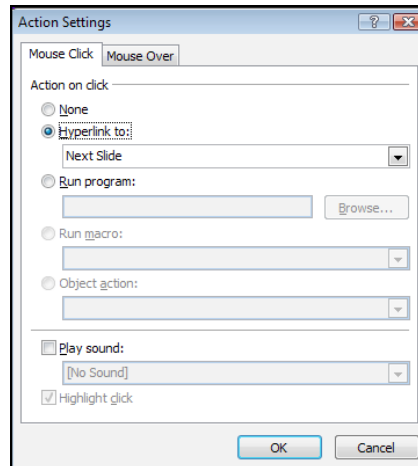 Action Settings
Mouse Click Mouse Over
Action on click
None
Hyperlink to:
Next Slide
Run program:
Browse...
Run macro:
Object action:
Play sound:
[No Sound]
Highlight click
OK Cancel